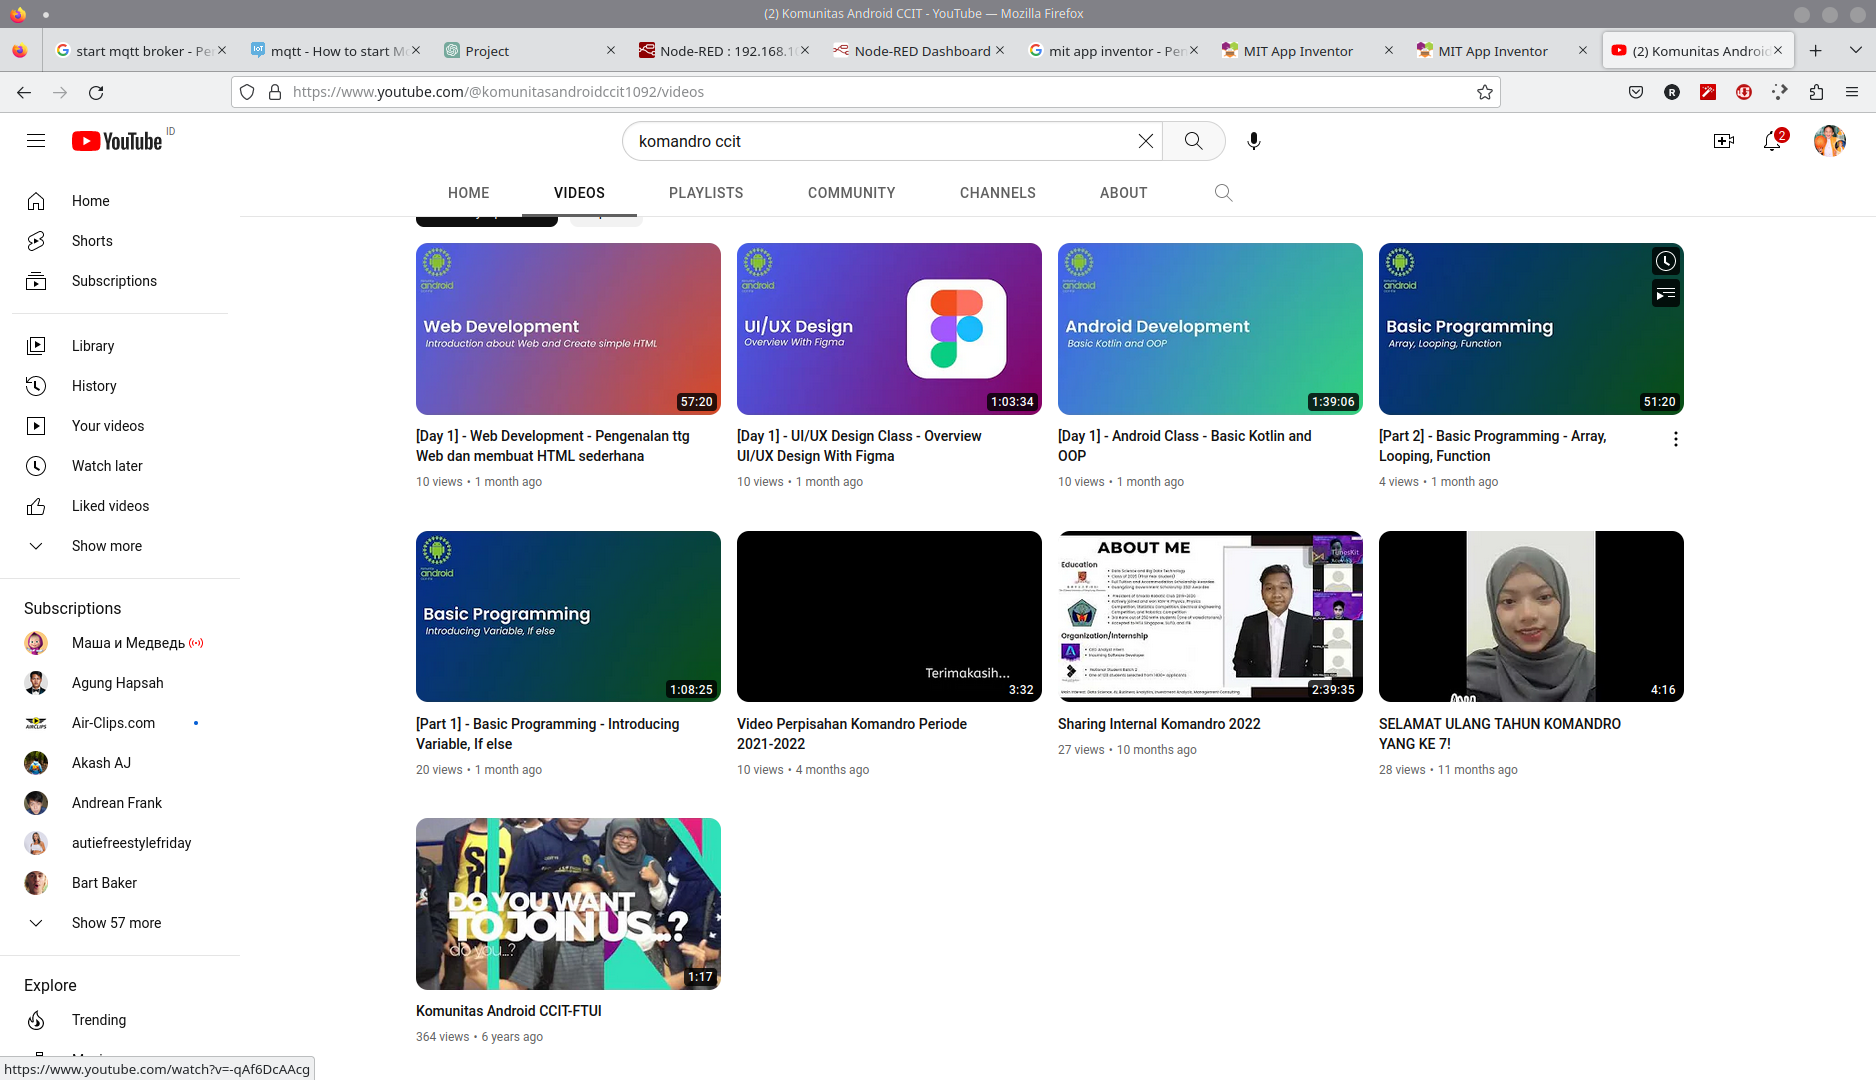 (2) Komunitas Android CCIT - YouTube — Mozilla Firefox
start mqtt broker - Pe
mqtt - How to start Mo
Project
Node-RED : 192.168.1
Node-RED Dashboard
mit app inventor - Pen
MIT App Inventor
MIT App Inventor
(2) Komunitas Android
https://www.youtube.com/@komunitasandroidccit1092/videos
YouTube ID
komandro ccit
2
HOME
VIDEOS
PLAYLISTS
COMMUNITY
CHANNELS
ABOUT
Home
Shorts
Subscriptions
Library
History
Your videos
Watch later
Liked videos
Show more
Subscriptions
Маша и Медведь
Agung Hapsah
Air-Clips.com
Akash AJ
Andrean Frank
autiefreestylefriday
Bart Baker
Show 57 more
Explore
Trending
android
Web Development
Introduction about Web and Create simple HTML
57:20
[Day 1] - Web Development - Pengenalan ttg
Web dan membuat HTML sederhana
10 views • 1 month ago
android
UI/UX Design
Overview With Figma
1:03:34
[Day 1] - UI/UX Design Class - Overview
UI/UX Design With Figma
10 views • 1 month ago
android
Android Development
Basic Kotlin and OOP
1:39:06
[Day 1] - Android Class - Basic Kotlin and
OOP
10 views • 1 month ago
android
Basic Programming
Array, Looping, Function
51:20
[Part 2] - Basic Programming - Array,
Looping, Function
4 views • 1 month ago
android
Basic Programming
Introducing Variable, If else
1:08:25
[Part 1] - Basic Programming - Introducing
Variable, If else
20 views • 1 month ago
Terimakasih...
3:32
Video Perpisahan Komandro Periode
2021-2022
10 views • 4 months ago
ABOUT ME
Education
Organization/Internship
2:39:35
Sharing Internal Komandro 2022
27 views • 10 months ago
4:16
SELAMAT ULANG TAHUN KOMANDRO
YANG KE 7!
28 views • 11 months ago
DO YOU WANT
TO JOIN US...?
do you...?
1:17
Komunitas Android CCIT-FTUI
364 views • 6 years ago
https://www.youtube.com/watch?v=-qAf6DcAAcg